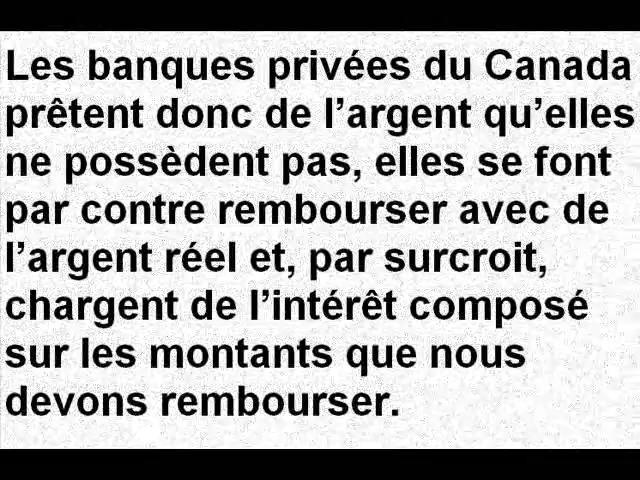 Les banques privées du Canada
prêtent donc de l’argent qu’elles
ne possèdent pas, elles se font
par contre rembourser avec de
l’argent réel et, par surcroit,
chargent de l’intérêt composé
sur les montants que nous
devons rembourser.